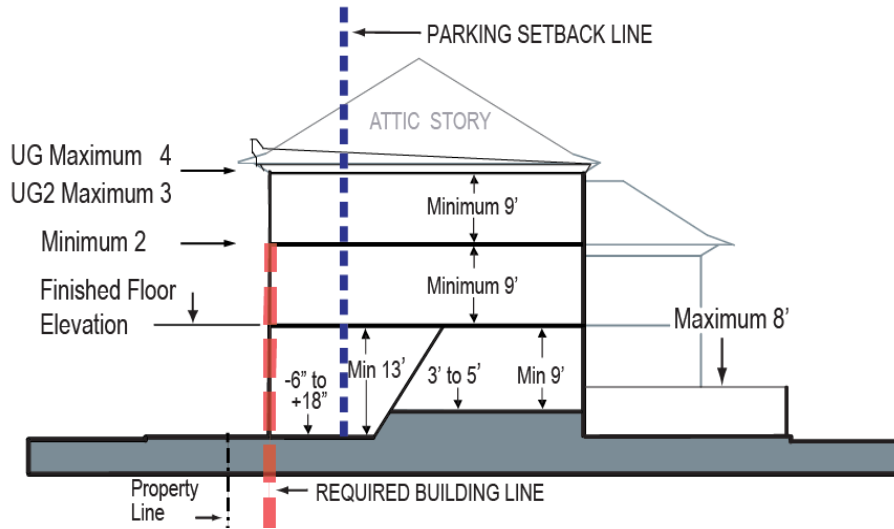 PARKING SETBACK LINE
ATTIC STORY
UG Maximum 4
UG2 Maximum 3
Minimum 9’
Minimum 2
Minimum 9’
Finished Floor
Elevation
Maximum 8’
Min 13’
3’ to 5’
Min 9’
-6” to
+18”
Property
Line
REQUIRED BUILDING LINE